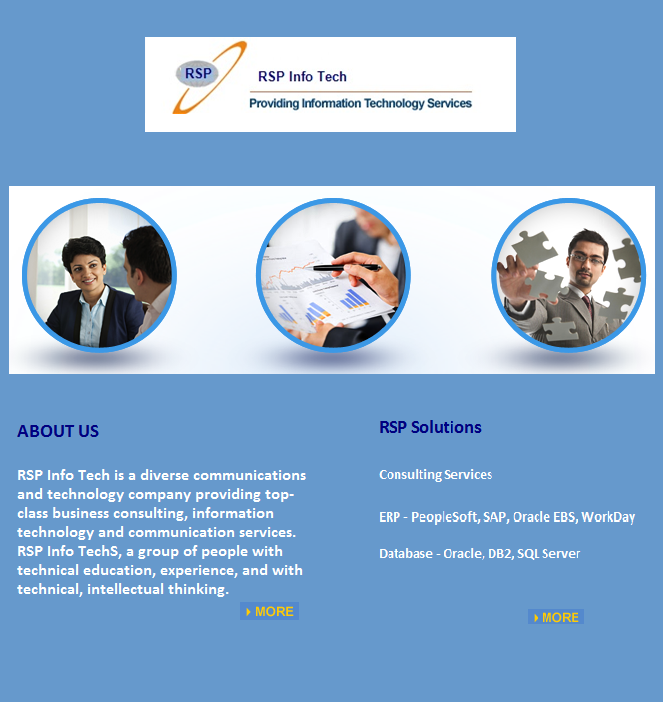 RSP
RSP Info Tech
Providing Information Technology Services
ABOUT US
RSP Info Tech is a diverse communications
and technology company providing top-
class business consulting, information
technology and communication services.
RSP Info TechS, a group of people with
technical education, experience, and with
technical, intellectual thinking.
MORE
RSP Solutions
Consulting Services
ERP - PeopleSoft, SAP, Oracle EBS, WorkDay
Database - Oracle, DB2, SQL Server
MORE